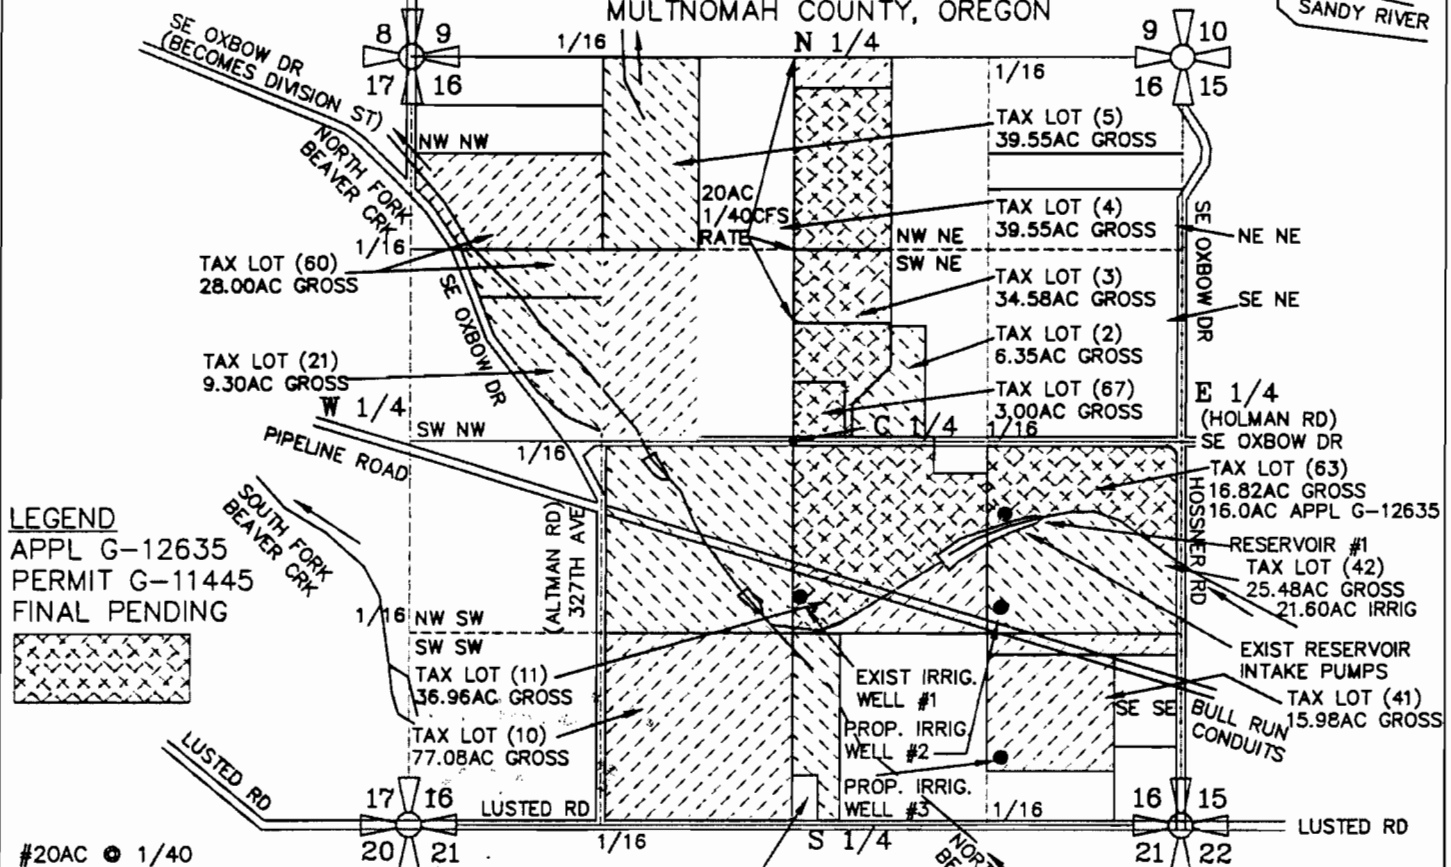 MULTNOMAH COUNTY, OREGON
SANDY RIVER
8 9
17 16
1/16
N 1/4
9 10
16 15
1/16
SE OXBOW DR
(BECOMES DIVISION ST)
NORTH FORK
BEAVER CRK
NW NW
TAX LOT (5)
39.55AC GROSS
20AC
1/40CFS
RATE
TAX LOT (4)
39.55AC GROSS
NW NE
SW NE
SE OXBOW DR
NE NE
1/16
TAX LOT (60)
28.00AC GROSS
SE OXBOW DR
TAX LOT (3)
34.58AC GROSS
SE NE
TAX LOT (2)
6.35AC GROSS
TAX LOT (21)
9.30AC GROSS
TAX LOT (67)
3.00AC GROSS
W 1/4
E 1/4
(HOLMAN RD)
SE OXBOW DR
C 1/4
1/16
SW NW
1/16
PIPELINE ROAD
TAX LOT (63)
16.82AC GROSS
16.0AC APPL G-12635
HOSSNER RD
SOUTH FORK
BEAVER CRK
LEGEND
APPL G-12635
PERMIT G-11445
FINAL PENDING
(ALTMAN RD)
327TH AVE
RESERVOIR #1
TAX LOT (42)
25.48AC GROSS
21.60AC IRRIG
1/16
NW SW
SW SW
EXIST RESERVOIR
INTAKE PUMPS
TAX LOT (11)
36.96AC GROSS
EXIST IRRIG.
WELL #1
TAX LOT (41)
15.98AC GROSS
SE SE
BULL RUN
CONDUITS
TAX LOT (10)
77.08AC GROSS
PROP. IRRIG.
WELL #2
PROP. IRRIG.
WELL #3
LUSTED RD
17 16
20 21
LUSTED RD
1/16
S 1/4
1/16
16 15
21 22
LUSTED RD
#20AC @ 1/40